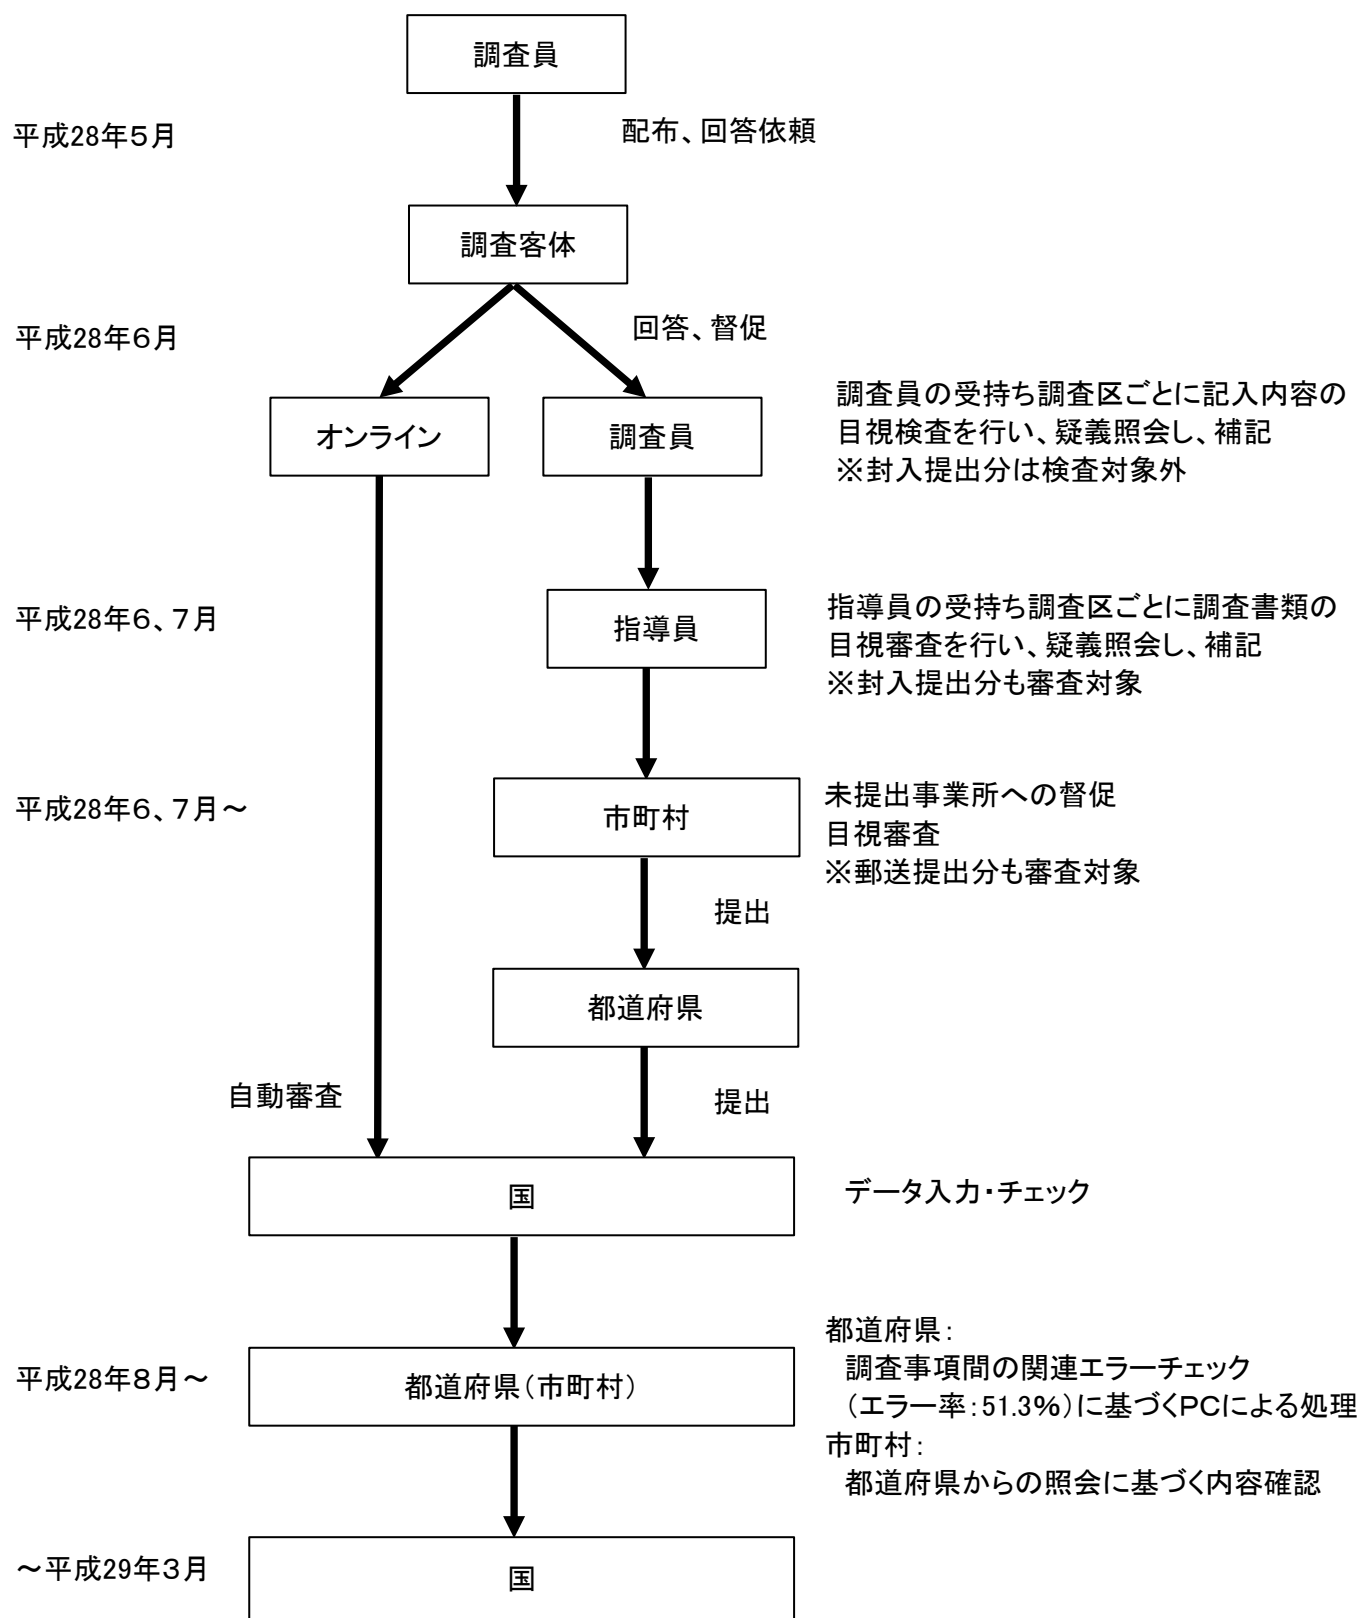 調査員
平成28年５月
配布、回答依頼
調査客体
平成28年６月
回答、督促
オンライン
調査員
調査員の受持ち調査区ごとに記入内容の
目視検査を行い、疑義照会し、補記
※封入提出分は検査対象外
平成28年６、７月
指導員
指導員の受持ち調査区ごとに調査書類の
目視審査を行い、疑義照会し、補記
※封入提出分も審査対象
平成28年６、７月～
市町村
未提出事業所への督促
目視審査
※郵送提出分も審査対象
提出
都道府県
自動審査
提出
国
データ入力・チェック
平成28年８月～
都道府県（市町村）
都道府県：
調査事項間の関連エラーチェック
（エラー率：51.3％）に基づくＰＣによる処理
市町村：
都道府県からの照会に基づく内容確認
～平成29年３月
国